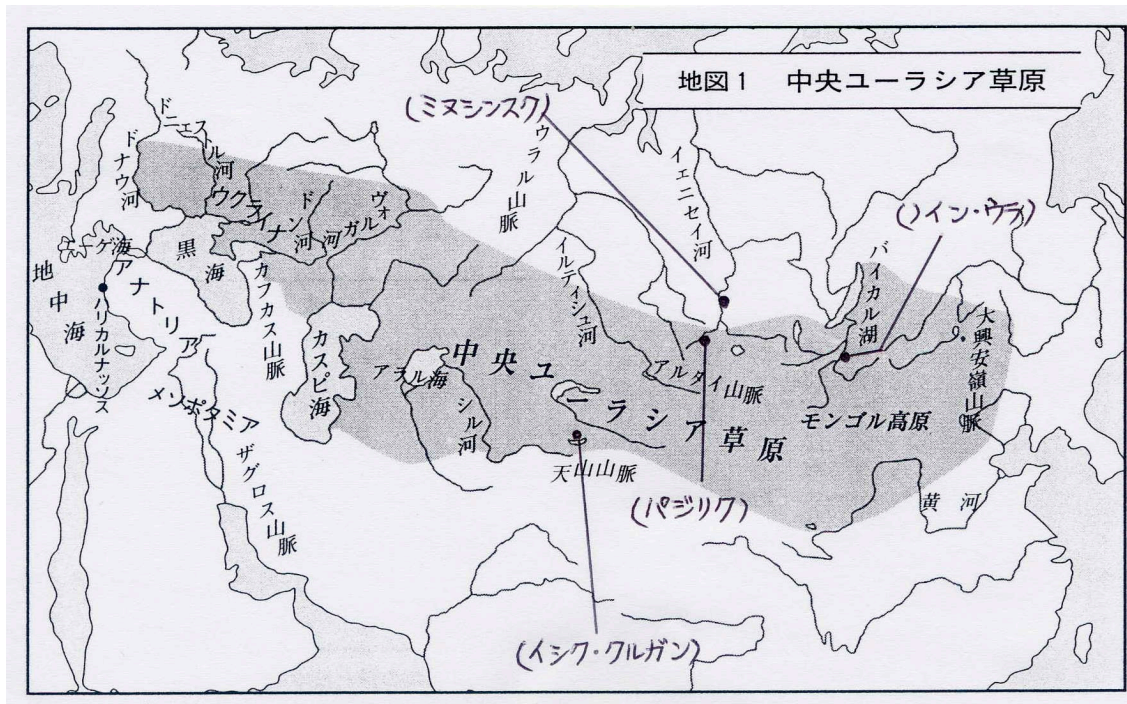 地図1 中央ユーラシア草原
(ミヌシンスク)
ドニエストル河
ドナウ河
ウクライナ
ドン河
ヴォルガ河
ウラル山脈
イェニセイ河
(ノイン・ウラ)
エーゲ海
黒海
地中海
アナトリア
ハリカルナッソス
カフカス山脈
カスピ海
イルティシュ河
バイカル湖
大興安嶺山脈
アラル海
シル河
中央ユーラシア草原
アルタイ山脈
モンゴル高原
メソポタミア
ザグロス山脈
天山山脈
黄河
(パジリク)
(イシク・クルガン)